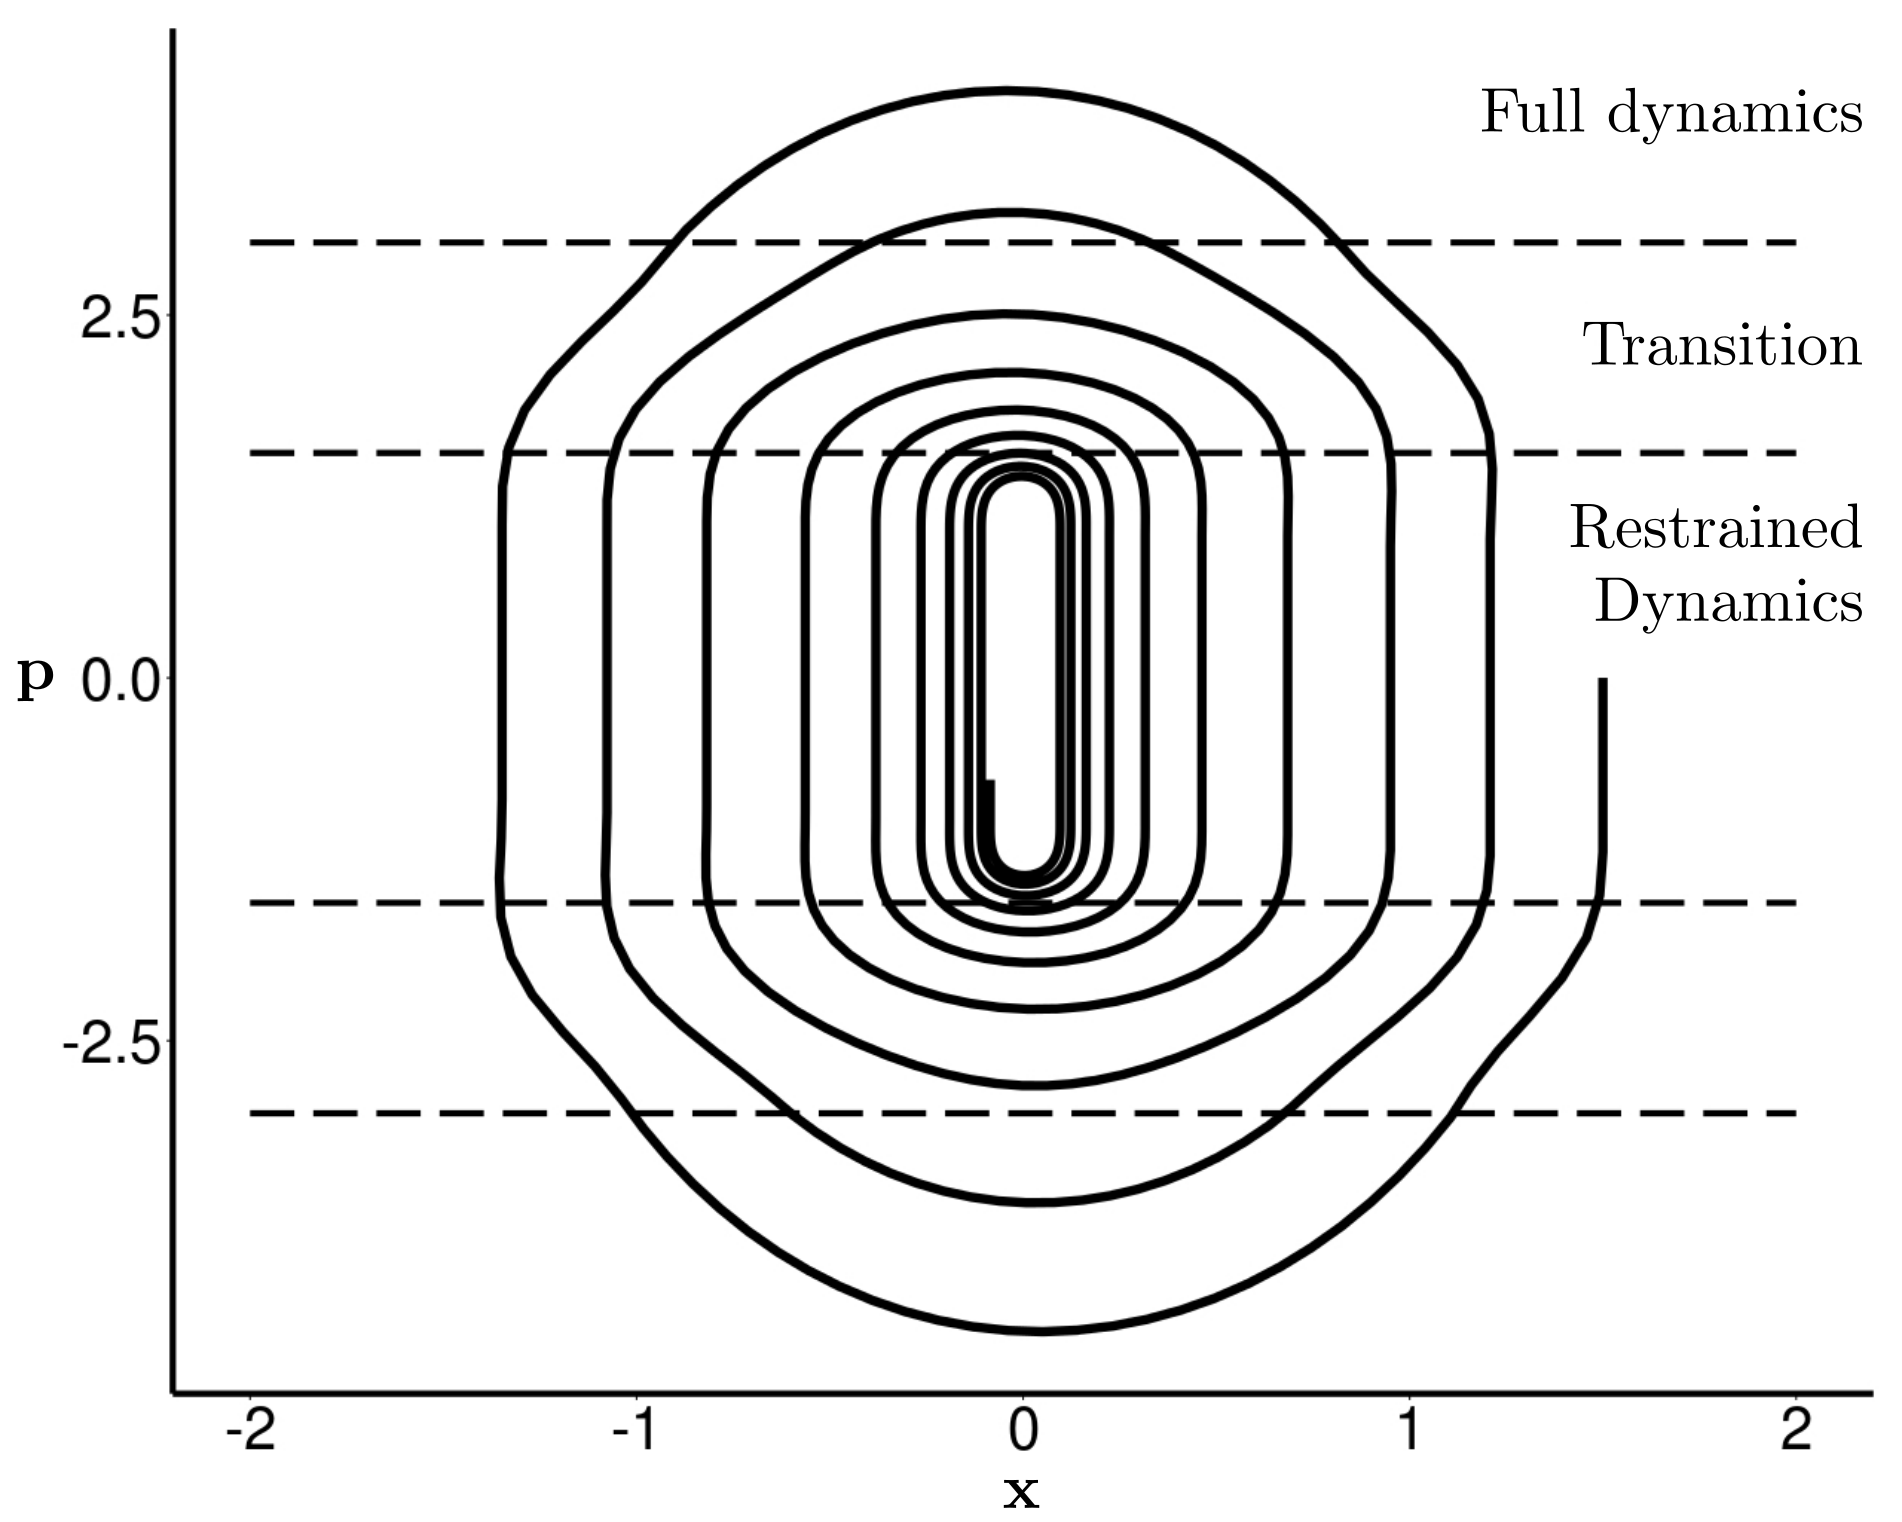 Full dynamics
2.5
Transition
Restrained
Dynamics
p 0.0
-2.5
-2 -1 0 1 2
x